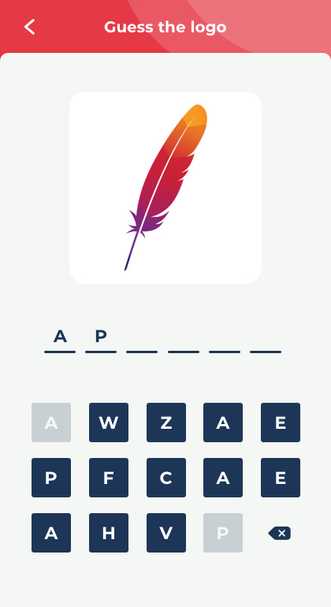 Guess the logo
A P
A W Z A E
P F C A E
A H V P